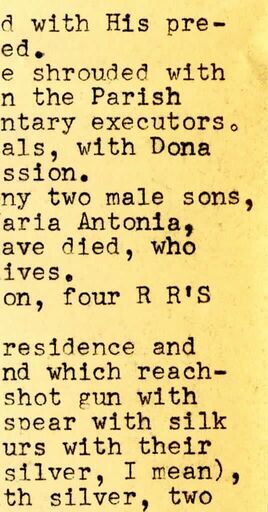 d with His pre-
ed.
e shrouded with
n the Parish
ntary executors.
als, with Dona
ssion.
ny two male sons,
aria Antonia,
ave died, who
ives.
on, four R R'S
residence and
nd which reach-
shot gun with
spear with silk
urs with their
silver, I mean),
th silver, two